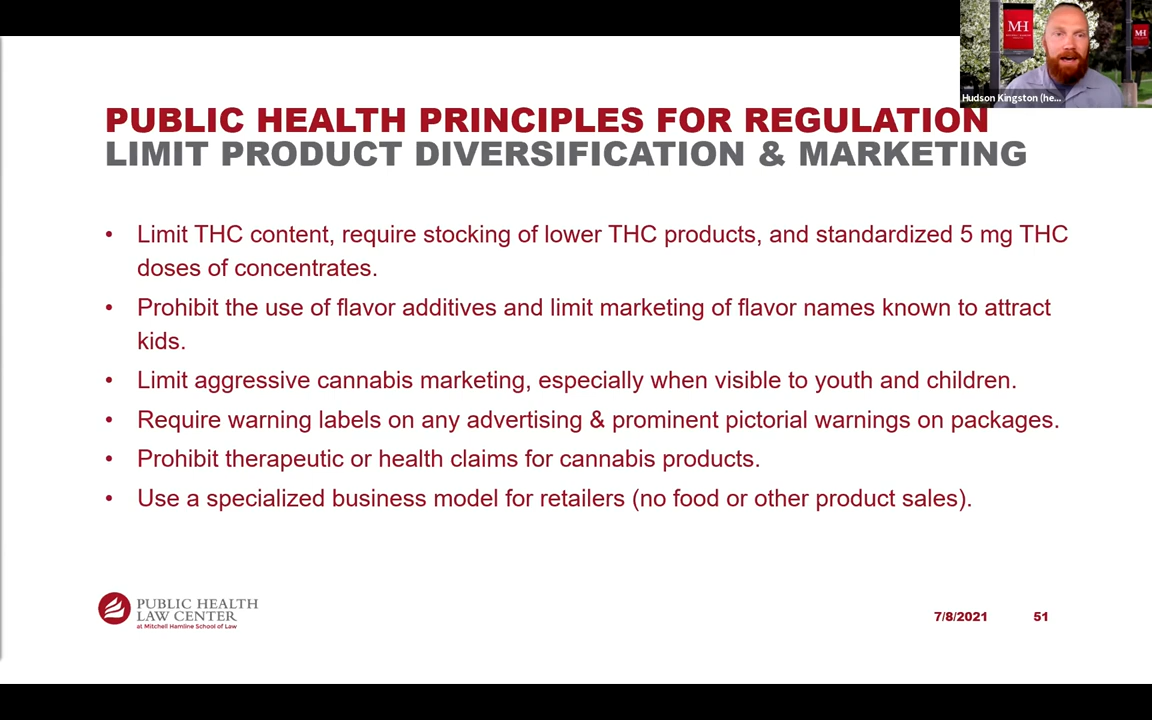 MH
MH
Hudson Kingston (he...
PUBLIC HEALTH PRINCIPLES FOR REGULATION
LIMIT PRODUCT DIVERSIFICATION & MARKETING
• Limit THC content, require stocking of lower THC products, and standardized 5 mg THC
doses of concentrates.
• Prohibit the use of flavor additives and limit marketing of flavor names known to attract
kids.
• Limit aggressive cannabis marketing, especially when visible to youth and children.
• Require warning labels on any advertising & prominent pictorial warnings on packages.
• Prohibit therapeutic or health claims for cannabis products.
• Use a specialized business model for retailers (no food or other product sales).
PUBLIC HEALTH
LAW CENTER
at Mitchell Hamline School of Law
7/8/2021 51